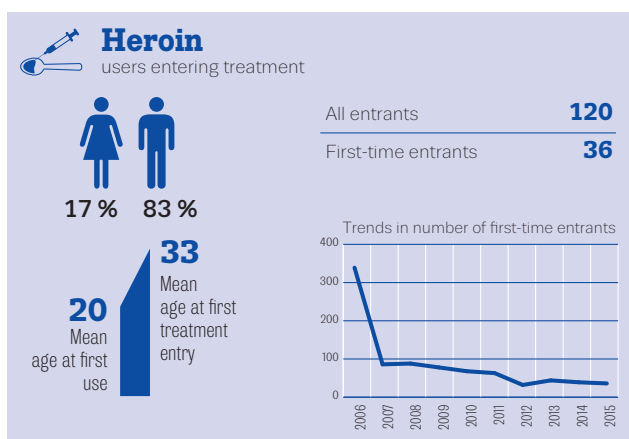 Heroin
users entering treatment
17 %
83 %
20
Mean
age at first
use
33
Mean
age at first
treatment
entry
All entrants 120
First-time entrants 36
Trends in number of first-time entrants
400
300
200
100
0
2006
2007
2008
2009
2010
2011
2012
2013
2014
2015